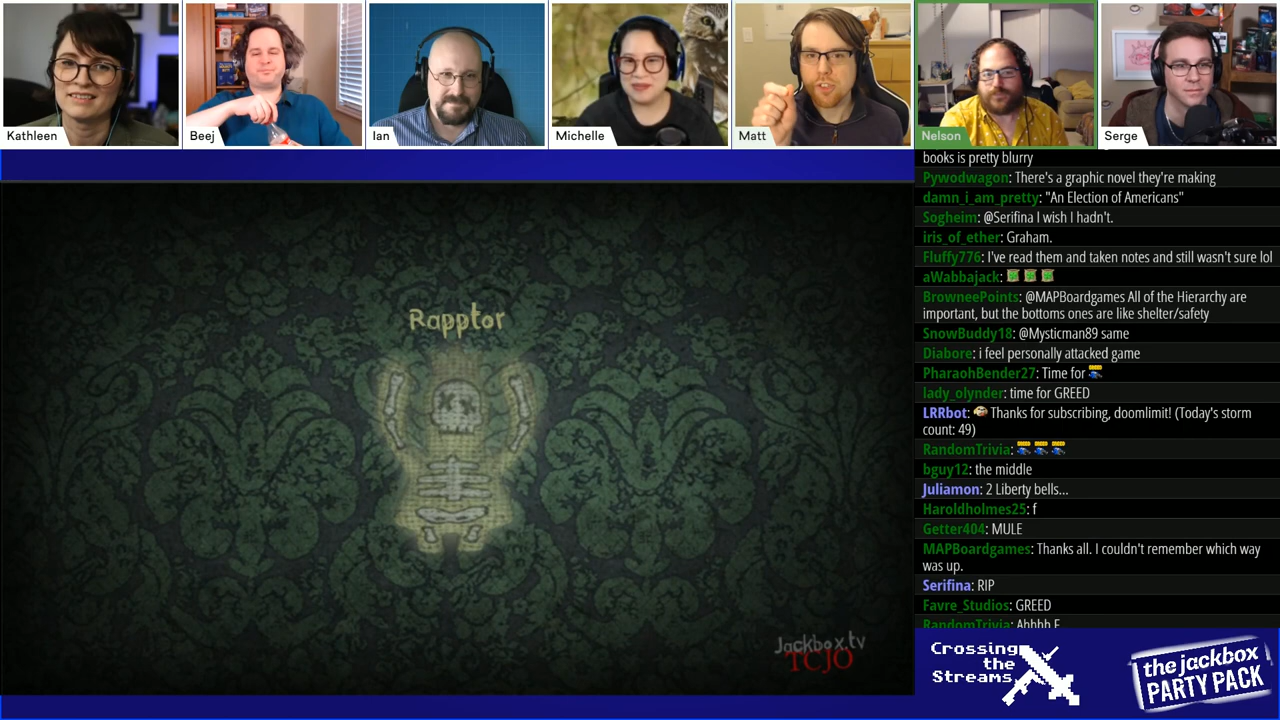 Kathleen
Beej
Ian
Michelle
Matt
Nelson
Serge
books is pretty blurry
Pywodwagon: There's a graphic novel they're making
damn_i_am_pretty: "An Election of Americans"
Sogheim: @Serifina I wish I hadn't.
iris_of_ether: Graham.
Fluffy776: I've read them and taken notes and still wasn't sure lol
aWabbajack:
BrowneePoints: @MAPBoardgames All of the Hierarchy are
important, but the bottoms ones are like shelter/safety
SnowBuddy18: @Mysticman89 same
Diabore: i feel personally attacked game
PharaohBender27: Time for
lady_olynder: time for GREED
LRRbot: Thanks for subscribing, doomlimit! (Today's storm
count: 49)
RandomTrivia:
bguy12: the middle
Juliamon: 2 Liberty bells...
Haroldholmes25: f
Getter404: MULE
MAPBoardgames: Thanks all. I couldn't remember which way
was up.
Serifina: RIP
Favre_Studios: GREED
RandomTrivia: Ahhhh F
Rapptor
Jackbox.tv
TCJO
Crossing
the
Streams
the jackbox
PARTY PACK